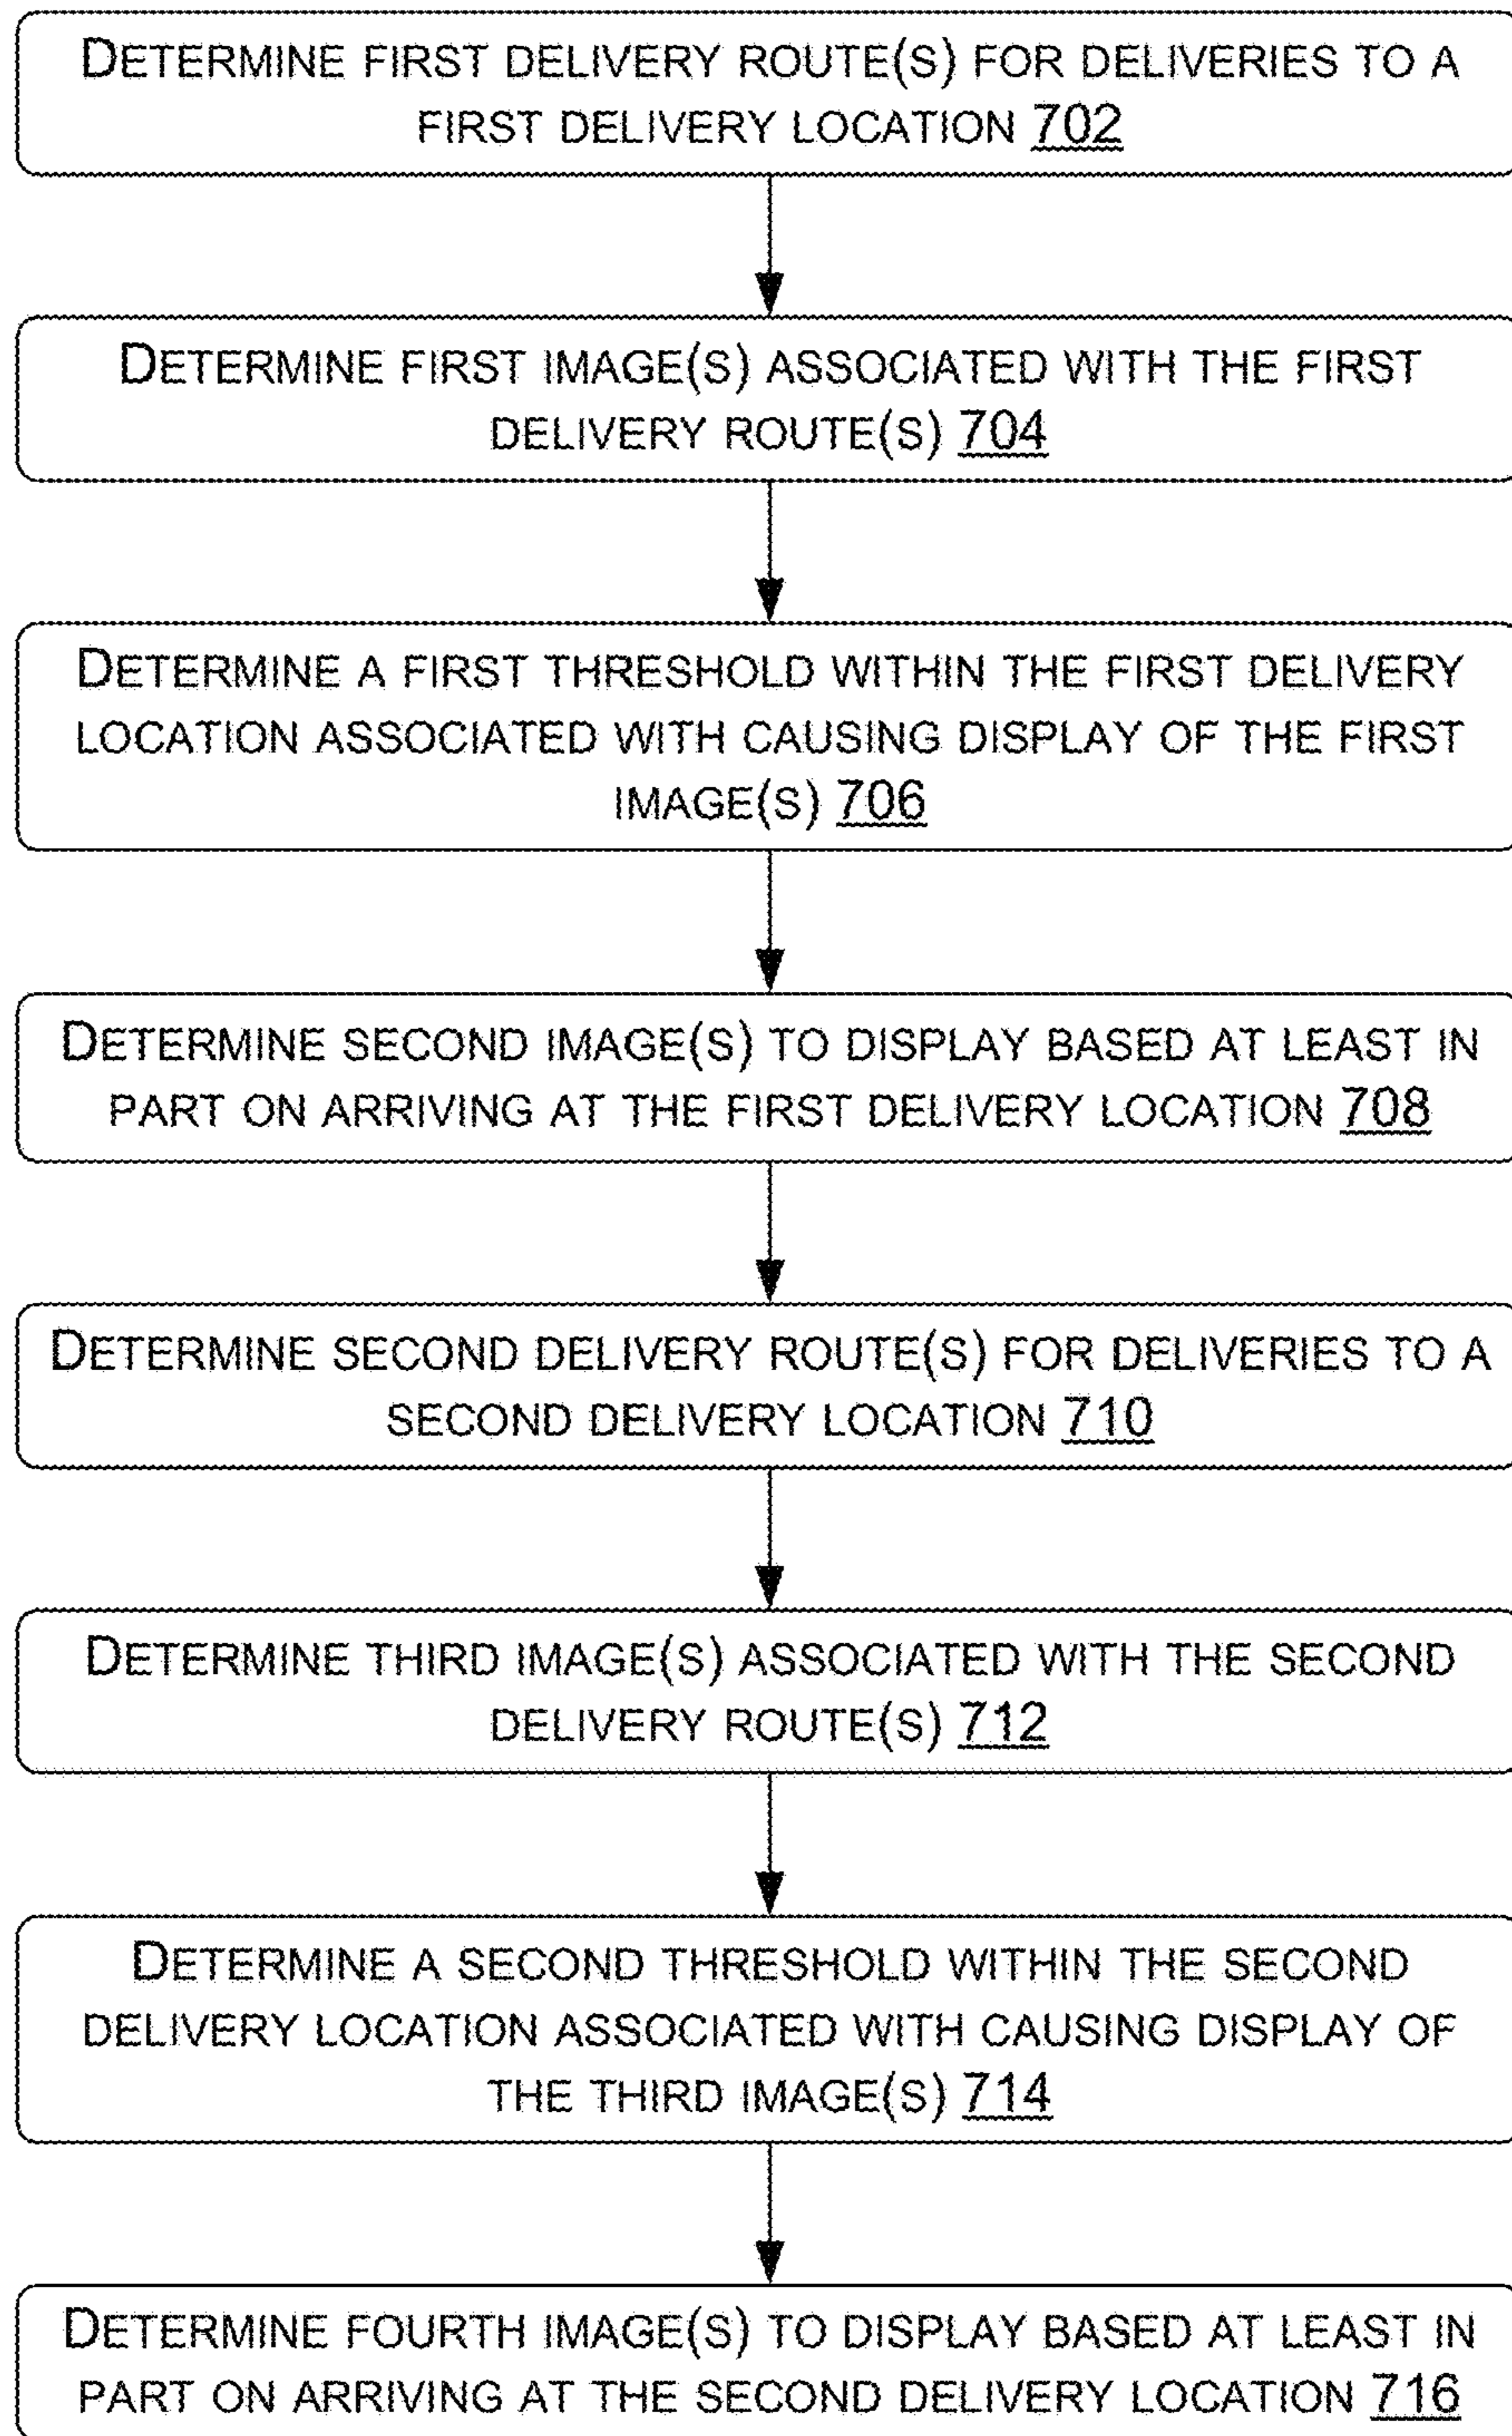 DETERMINE FIRST DELIVERY ROUTE(S) FOR DELIVERIES TO A
FIRST DELIVERY LOCATION 702
DETERMINE FIRST IMAGE(S) ASSOCIATED WITH THE FIRST
DELIVERY ROUTE(S) 704
DETERMINE A FIRST THRESHOLD WITHIN THE FIRST DELIVERY
LOCATION ASSOCIATED WITH CAUSING DISPLAY OF THE FIRST
IMAGE(S) 706
DETERMINE SECOND IMAGE(S) TO DISPLAY BASED AT LEAST IN
PART ON ARRIVING AT THE FIRST DELIVERY LOCATION 708
DETERMINE SECOND DELIVERY ROUTE(S) FOR DELIVERIES TO A
SECOND DELIVERY LOCATION 710
DETERMINE THIRD IMAGE(S) ASSOCIATED WITH THE SECOND
DELIVERY ROUTE(S) 712
DETERMINE A SECOND THRESHOLD WITHIN THE SECOND
DELIVERY LOCATION ASSOCIATED WITH CAUSING DISPLAY OF
THE THIRD IMAGE(S) 714
DETERMINE FOURTH IMAGE(S) TO DISPLAY BASED AT LEAST IN
PART ON ARRIVING AT THE SECOND DELIVERY LOCATION 716